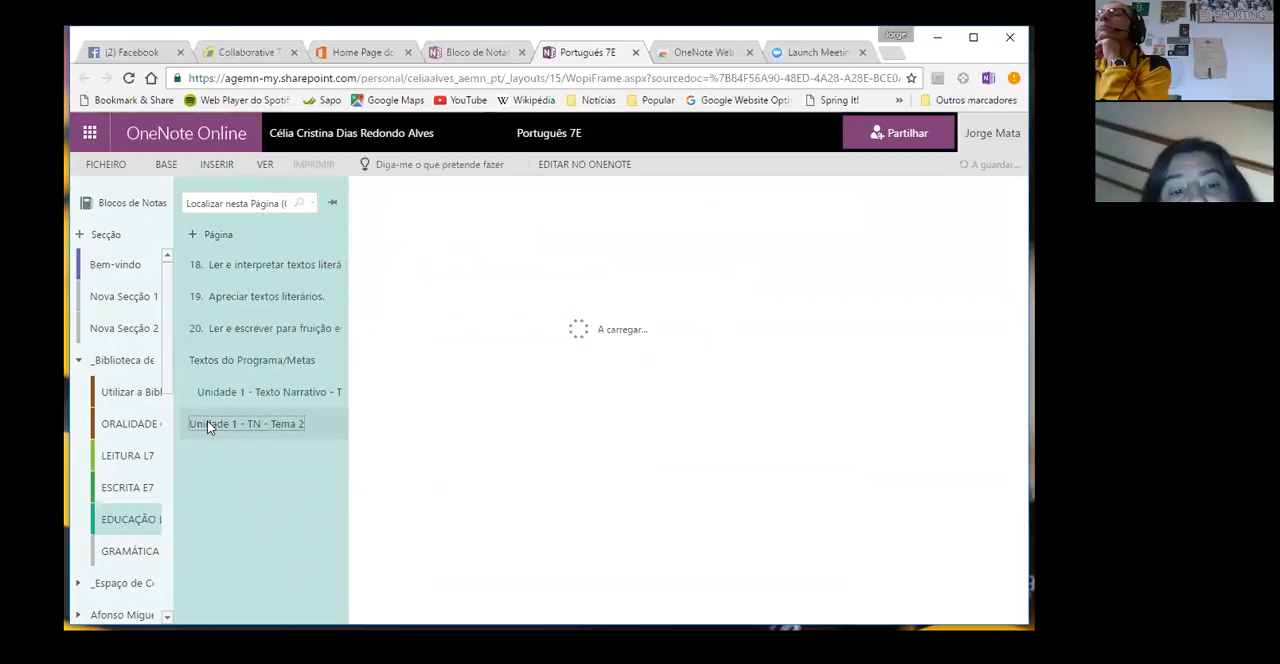 Jorge
(2) Facebook
Collaborative T
Home Page do
Bloco de Notas
Português 7E
OneNote Web
Launch Meetin
https://agemn-my.sharepoint.com/personal/celiaalves_aemn_pt/_layouts/15/WopiFrame.aspx?sourcedoc=%7B84F56A90-48ED-4A28-A28E-BCE0
Bookmark & Share
Web Player do Spotif
Sapo
Google Maps
YouTube
Wikipédia
Notícias
Popular
Google Website Opti
Spring It!
»
Outros marcadores
OneNote Online
Célia Cristina Dias Redondo Alves
Português 7E
Partilhar
Jorge Mata
FICHEIRO
BASE
INSERIR
VER
IMPRIMIR
Diga-me o que pretende fazer
EDITAR NO ONENOTE
A guardar...
Blocos de Notas
Localizar nesta Página (C
+ Secção
+ Página
Bem-vindo
18. Ler e interpretar textos literá
Nova Secção 1
19. Apreciar textos literários.
Nova Secção 2
20. Ler e escrever para fruição e
A carregar...
_Biblioteca de
Textos do Programa/Metas
Utilizar a Bibl
Unidade 1 - Texto Narrativo - T
ORALIDADE
Unidade 1 - TN - Tema 2
LEITURA L7
ESCRITA E7
EDUCAÇÃO L
GRAMÁTICA
_Espaço de Co
Afonso Migue
SPORTING